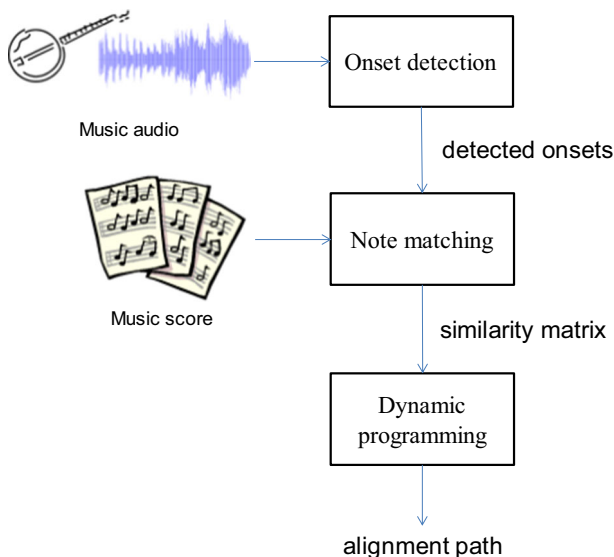 Onset detection
Music audio
detected onsets
Note matching
Music score
similarity matrix
Dynamic
programming
alignment path